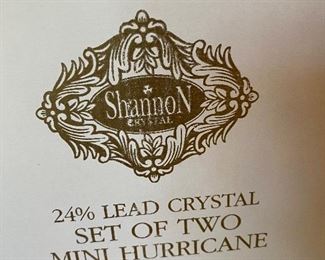 ShannoN
CRYSTAL
24% LEAD CRYSTAL
SET OF TWO
MINI HURRICANE